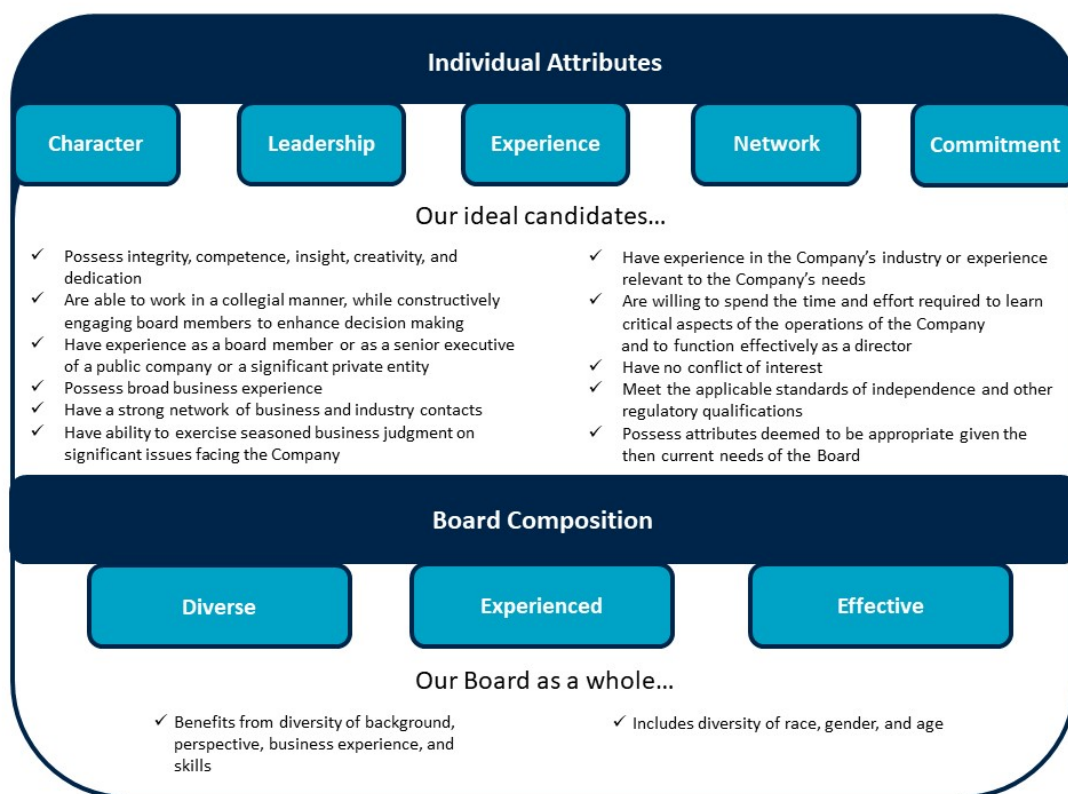 Individual Attributes
Character
Leadership
Experience
Network
Commitment
Our ideal candidates…
✓ Possess integrity, competence, insight, creativity, and
dedication
✓ Are able to work in a collegial manner, while constructively
engaging board members to enhance decision making
✓ Have experience as a board member or as a senior executive
of a public company or a significant private entity
✓ Possess broad business experience
✓ Have a strong network of business and industry contacts
✓ Have ability to exercise seasoned business judgment on
significant issues facing the Company
✓ Have experience in the Company’s industry or experience
relevant to the Company’s needs
✓ Are willing to spend the time and effort required to learn
critical aspects of the operations of the Company
and to function effectively as a director
✓ Have no conflict of interest
✓ Meet the applicable standards of independence and other
regulatory qualifications
✓ Possess attributes deemed to be appropriate given the
then current needs of the Board
Board Composition
Diverse
Experienced
Effective
Our Board as a whole…
✓ Benefits from diversity of background,
perspective, business experience, and
skills
✓ Includes diversity of race, gender, and age